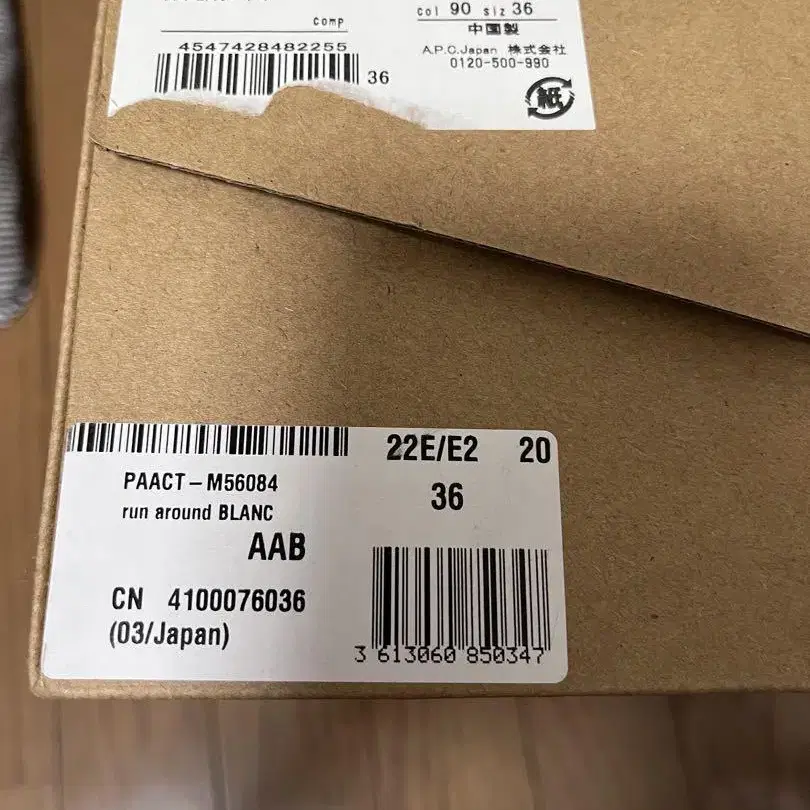 comp
4547428482255
36
col 90 siz 36
中国製
A.P.C.Japan 株式会社
0120-500-990
紙
22E/E2 20
PAACT-M56084
36
run around BLANC
AAB
CN 4100076036
(03/Japan)
3 613060 850347